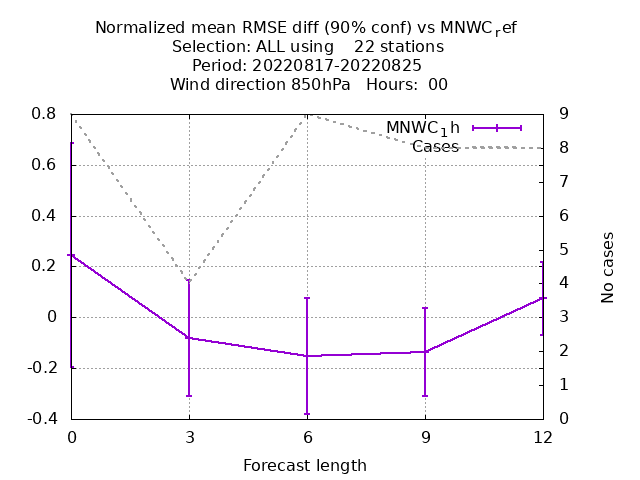 Normalized mean RMSE diff (90% conf) vs MNWC_ref
Selection: ALL using    22 stations
Period: 20220817-20220825
Wind direction 850hPa   Hours:  00
MNWC_1h
Cases
0.8
0.6
0.4
0.2
0
-0.2
-0.4
9
8
7
6
5
4
3
2
1
0
No cases
0 3 6 9 12
Forecast length